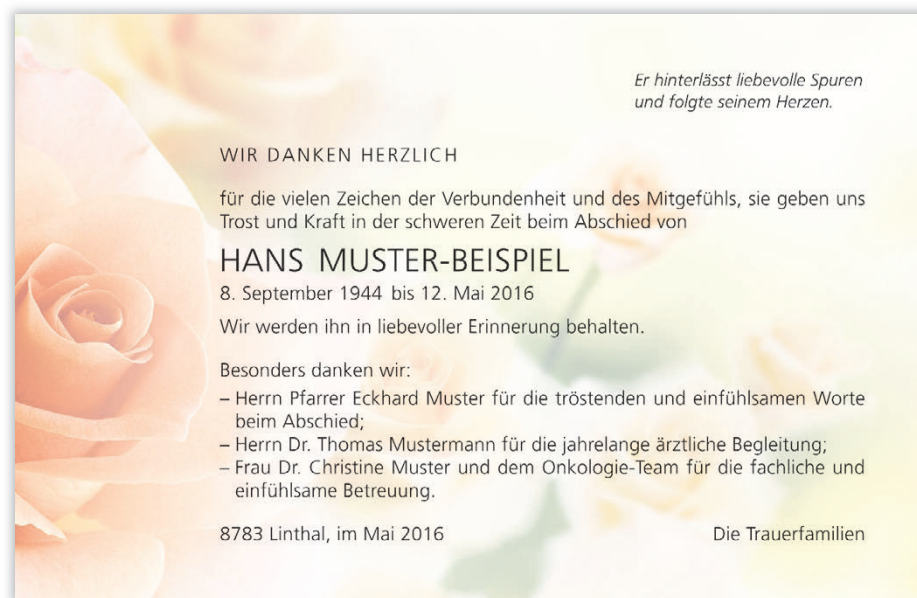 Er hinterlässt liebevolle Spuren
und folgte seinem Herzen.
WIR DANKEN HERZLICH
für die vielen Zeichen der Verbundenheit und des Mitgefühls, sie geben uns
Trost und Kraft in der schweren Zeit beim Abschied von
HANS MUSTER-BEISPIEL
8. September 1944 bis 12. Mai 2016
Wir werden ihn in liebevoller Erinnerung behalten.
Besonders danken wir:
– Herrn Pfarrer Eckhard Muster für die tröstenden und einfühlsamen Worte
beim Abschied;
– Herrn Dr. Thomas Mustermann für die jahrelange ärztliche Begleitung;
– Frau Dr. Christine Muster und dem Onkologie-Team für die fachliche und
einfühlsame Betreuung.
8783 Linthal, im Mai 2016 Die Trauerfamilien